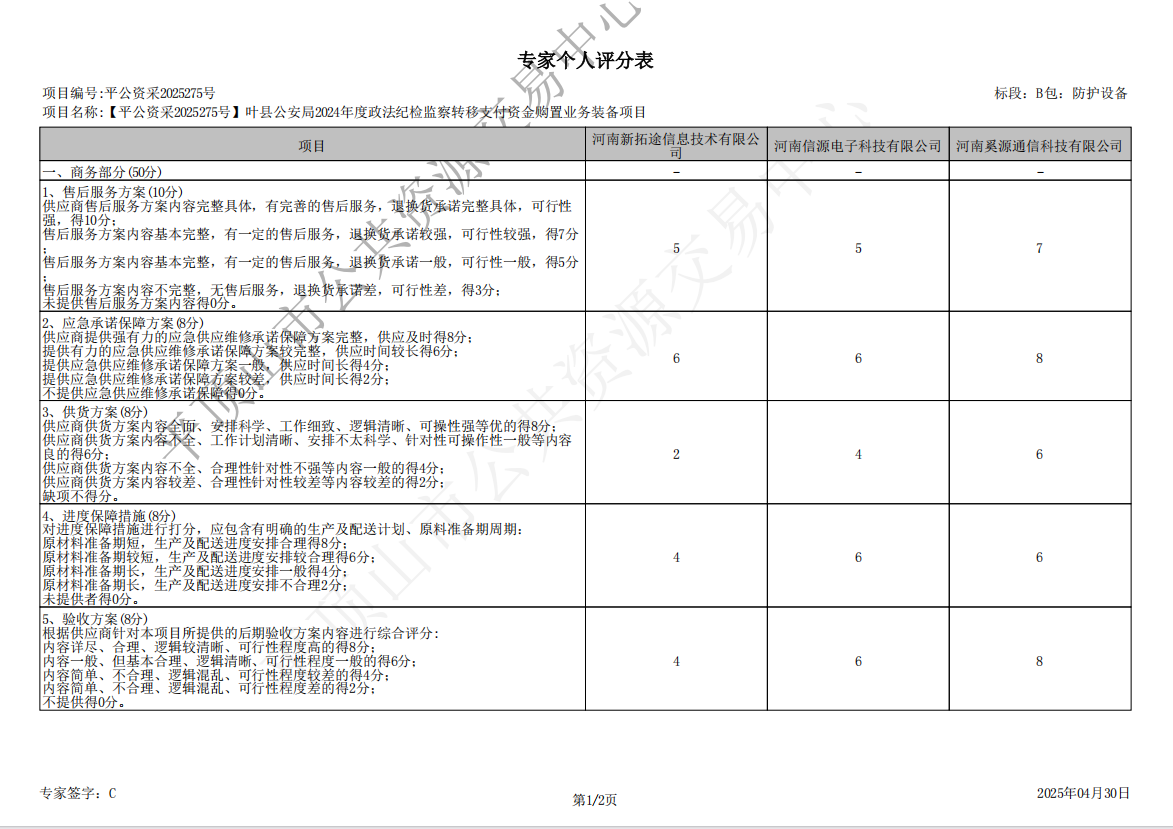 专家个人评分表
项目编号:平公资采2025275号
标段: B包: 防护设备
项目名称:【平公资采2025275号】叶县公安局2024年度政法纪检监察转移支付资金购置业务装备项目
项目
河南新拓途信息技术有限公
司
河南信源电子科技有限公司
河南奚源通信科技有限公司
一、商务部分(50分)
-
-
-
1、售后服务方案(10分)
供应商售后服务方案内容完整具体,有完善的售后服务,退换货承诺完整具体,可行性
强,得10分;
售后服务方案内容基本完整,有一定的售后服务,退换货承诺较强,可行性较强,得7分
;
售后服务方案内容基本完整,有一定的售后服务,退换货承诺一般,可行性一般,得5分
;
售后服务方案内容不完整,无售后服务,退换货承诺差,可行性差,得3分;
未提供售后服务方案内容得0分。
5
5
7
2、应急承诺保障方案(8分)
供应商提供强有力的应急供应维修承诺保障方案完整,供应及时得8分;
提供有力的应急供应维修承诺保障方案较完整,供应时间较长得6分;
提供应急供应维修承诺保障方案一般,供应时间长得4分;
提供应急供应维修承诺保障方案较差,供应时间长得2分;
不提供应急供应维修承诺保障得0分。
6
6
8
3、供货方案(8分)
供应商供货方案内容全面、安排科学、工作细致、逻辑清晰、可操性强等优的得8分;
供应商供货方案内容不全、工作计划清晰、安排不太科学、针对性可操作性一般等内容
良的得6分;
供应商供货方案内容不全、合理性针对性不强等内容一般的得4分;
供应商供货方案内容较差、合理性针对性较差等内容较差的得2分;
缺项不得分。
2
4
6
4、进度保障措施(8分)
对进度保障措施进行打分,应包含有明确的生产及配送计划、原料准备期周期:
原材料准备期短,生产及配送进度安排合理得8分;
原材料准备期较短,生产及配送进度安排较合理得6分;
原材料准备期长,生产及配送进度安排一般得4分;
原材料准备期长,生产及配送进度安排不合理2分;
未提供者得0分。
4
6
6
5、验收方案(8分)
根据供应商针对本项目所提供的后期验收方案内容进行综合评分:
内容详尽、合理、逻辑较清晰、可行性程度高的得8分;
内容一般、但基本合理、逻辑清晰、可行性程度一般的得6分;
内容简单、不合理、逻辑混乱、可行性程度较差的得4分;
内容简单、不合理、逻辑混乱、可行性程度差的得2分;
不提供得0分。
4
6
8
平顶山市公共资源交易中心
平顶山市公共资源交易中心
专家签字: C
第1/2页
2025年04月30日